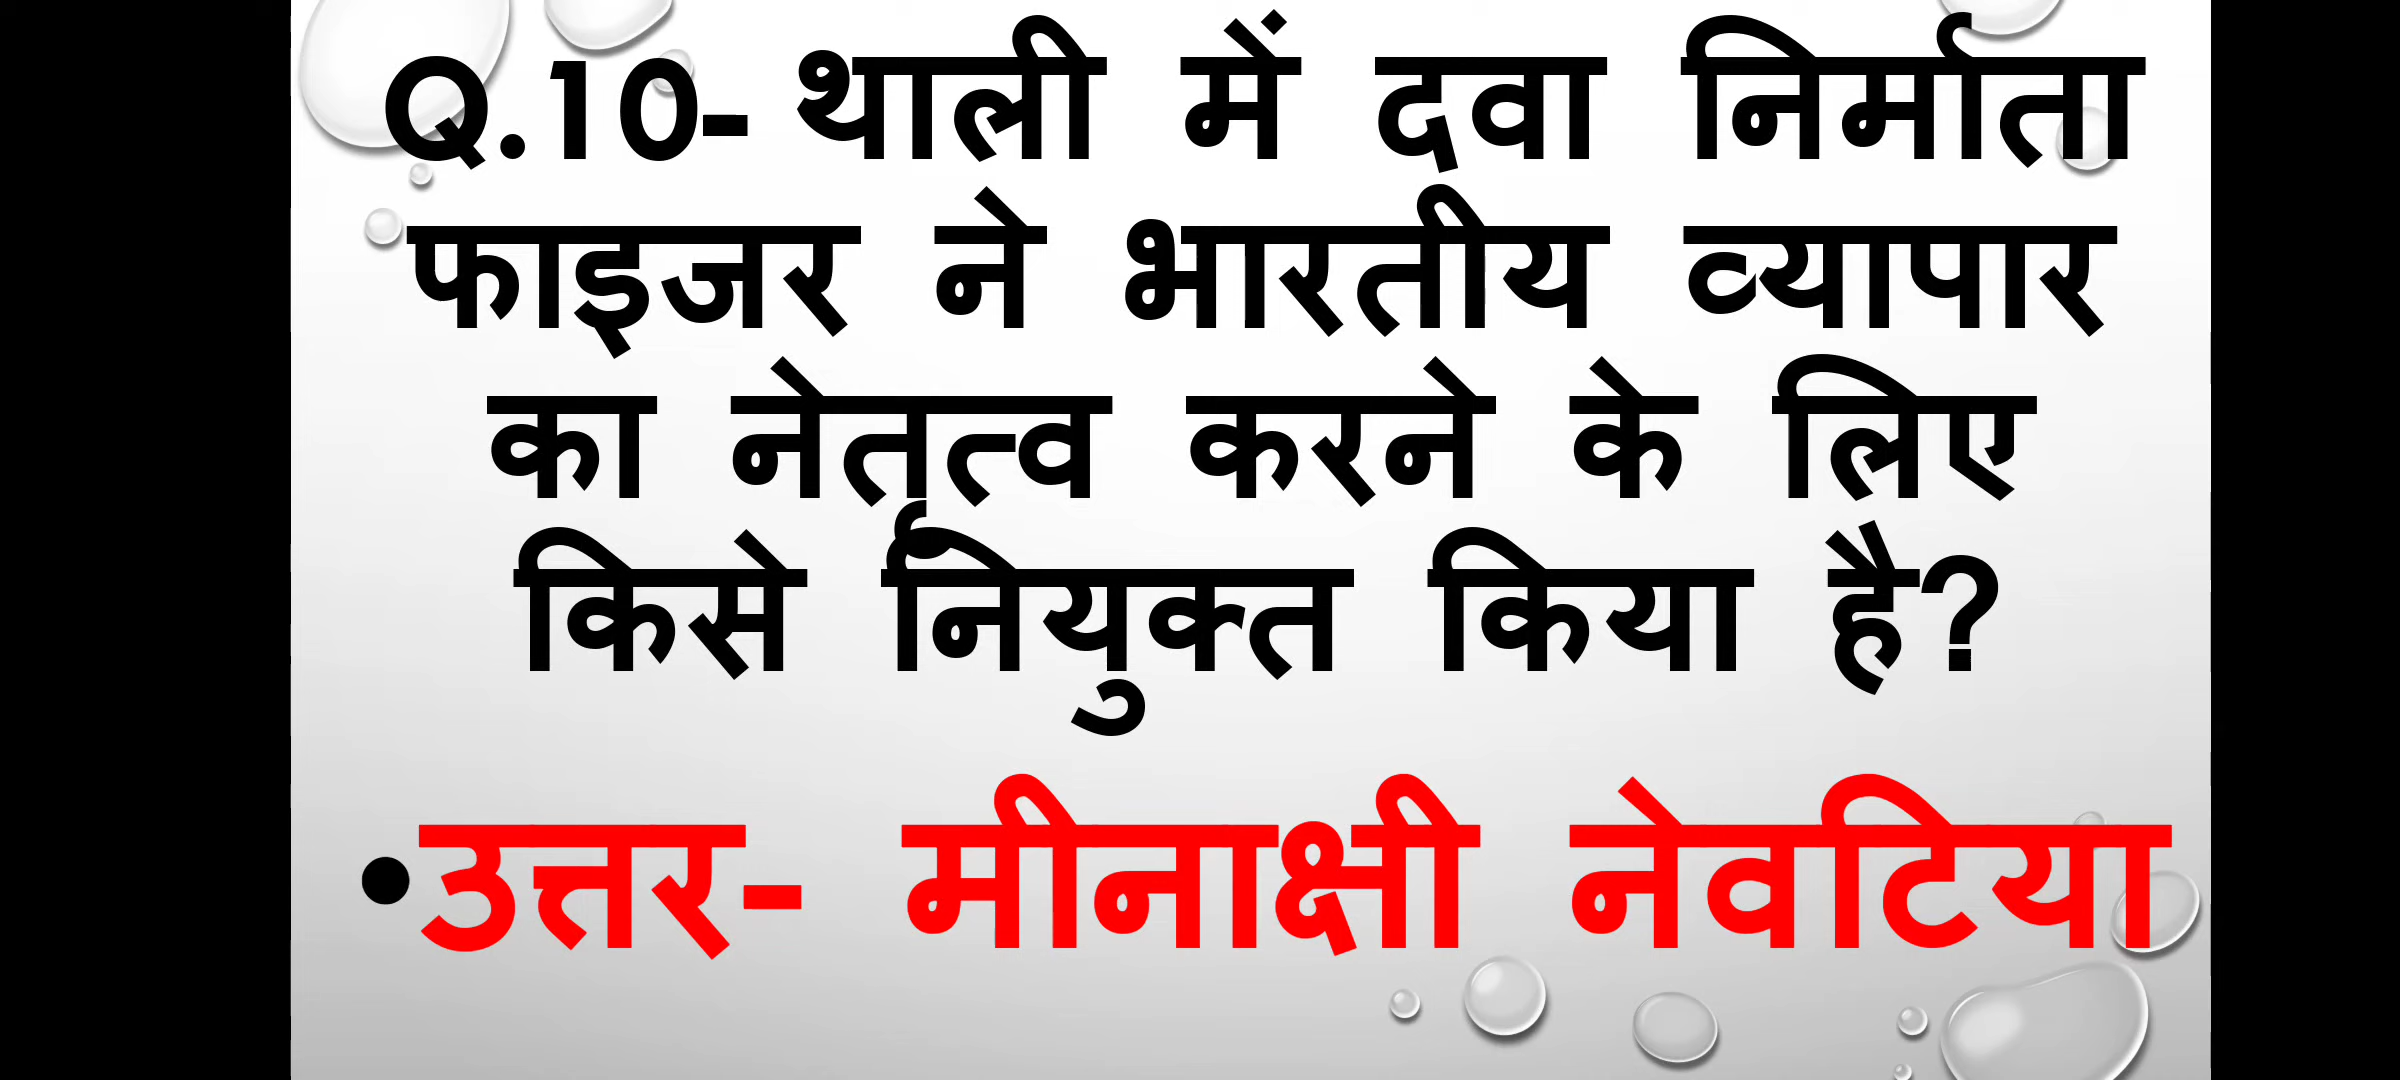 Q.10- थाली में दवा निर्माता
फाइजर ने भारतीय व्यापार
का नेतृत्व करने के लिए
किसे नियुक्त किया है?
•उत्तर- मीनाक्षी नेवटिया